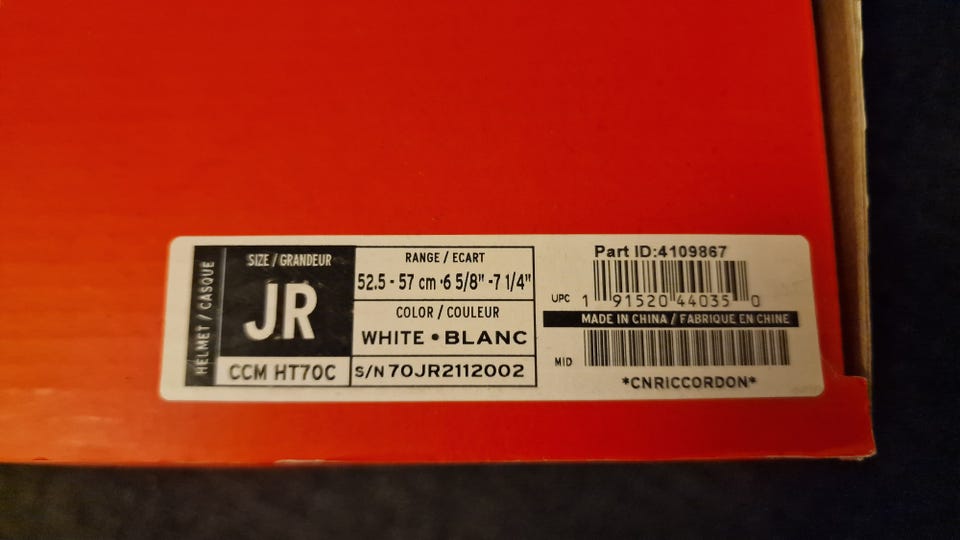 HELMET / CASQUE
SIZE / GRANDEUR
JR
CCM HT70C
RANGE / ECART
52.5 - 57 cm · 6 5/8" - 7 1/4"
COLOR / COULEUR
WHITE • BLANC
S/N 70JR2112002
Part ID:4109867
UPC 1 91520 44035 0
MADE IN CHINA / FABRIQUE EN CHINE
MID
*CNRICCORDON*